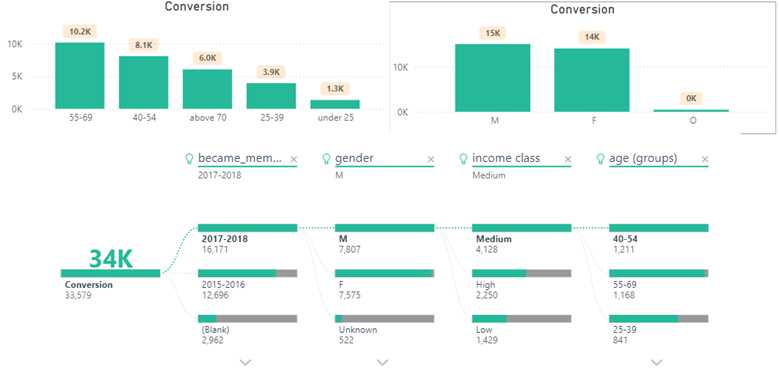 Conversion
10.2K
8.1K
6.0K
3.9K
1.3K
10K
5K
0K
55-69 40-54 above 70 25-39 under 25
Conversion
15K
14K
0K
10K
0K
M F O
became_mem... × gender × income class × age (groups) ×
2017-2018 M Medium
34K
Conversion
33,579
2017-2018
16,171
2015-2016
12,696
(Blank)
2,962
M
7,807
F
7,575
Unknown
522
Medium
4,128
High
2,250
Low
1,429
40-54
1,211
55-69
1,168
25-39
841